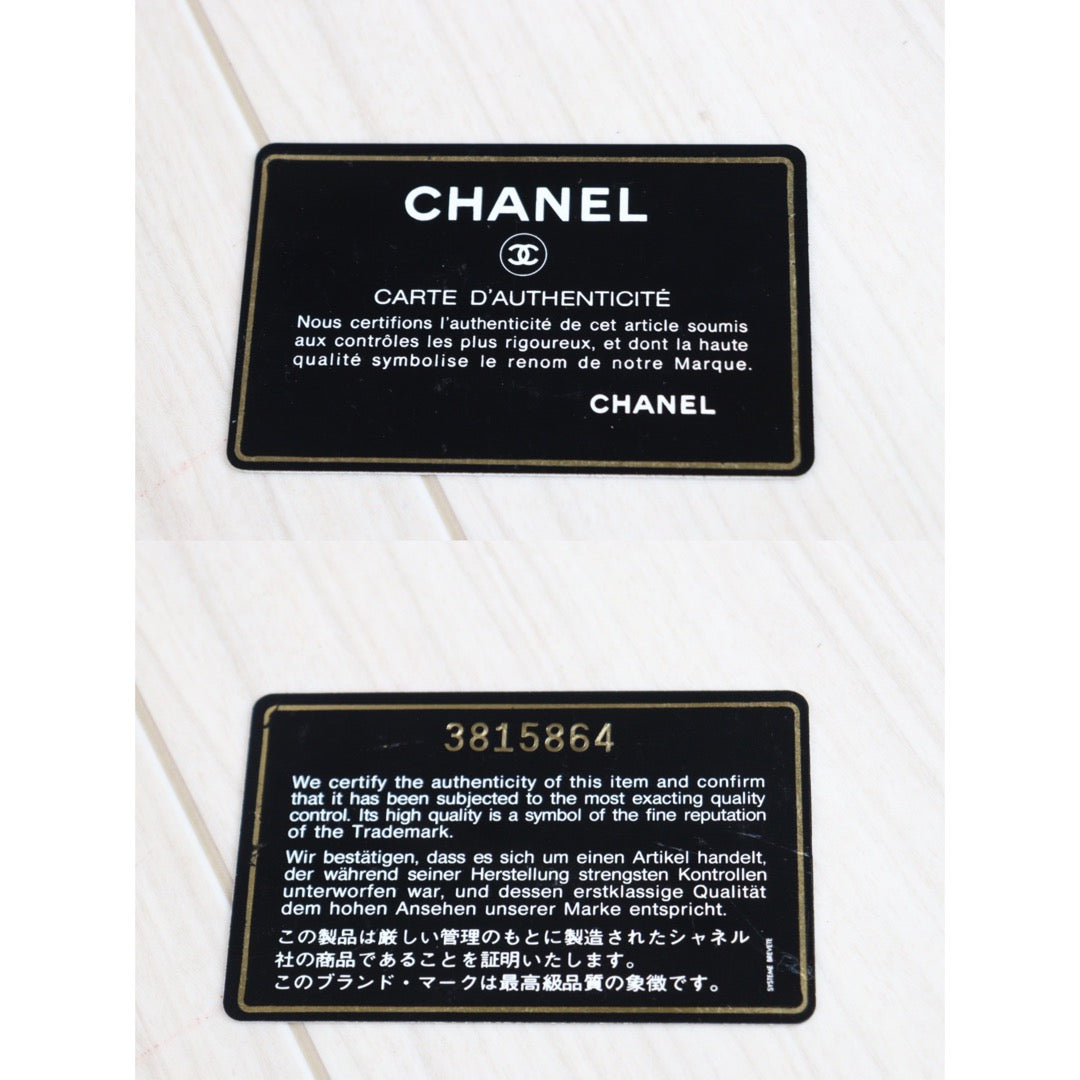 CHANEL
CARTE D'AUTHENTICITÉ
Nous certifions l'authenticité de cet article soumis
aux contrôles les plus rigoureux, et dont la haute
qualité symbolise le renom de notre Marque.
CHANEL
3815864
We certify the authenticity of this item and confirm
that it has been subjected to the most exacting quality
control. Its high quality is a symbol of the fine reputation
of the Trademark.
Wir bestätigen, dass es sich um einen Artikel handelt,
der während seiner Herstellung strengsten Kontrollen
unterworfen war, und dessen erstklassige Qualität
dem hohen Ansehen unserer Marke entspricht.
この製品は厳しい管理のもとに製造されたシャネル
社の商品であることを証明いたします。
このブランド・マークは最高級品質の象徴です。
SYSTEME BREVETE